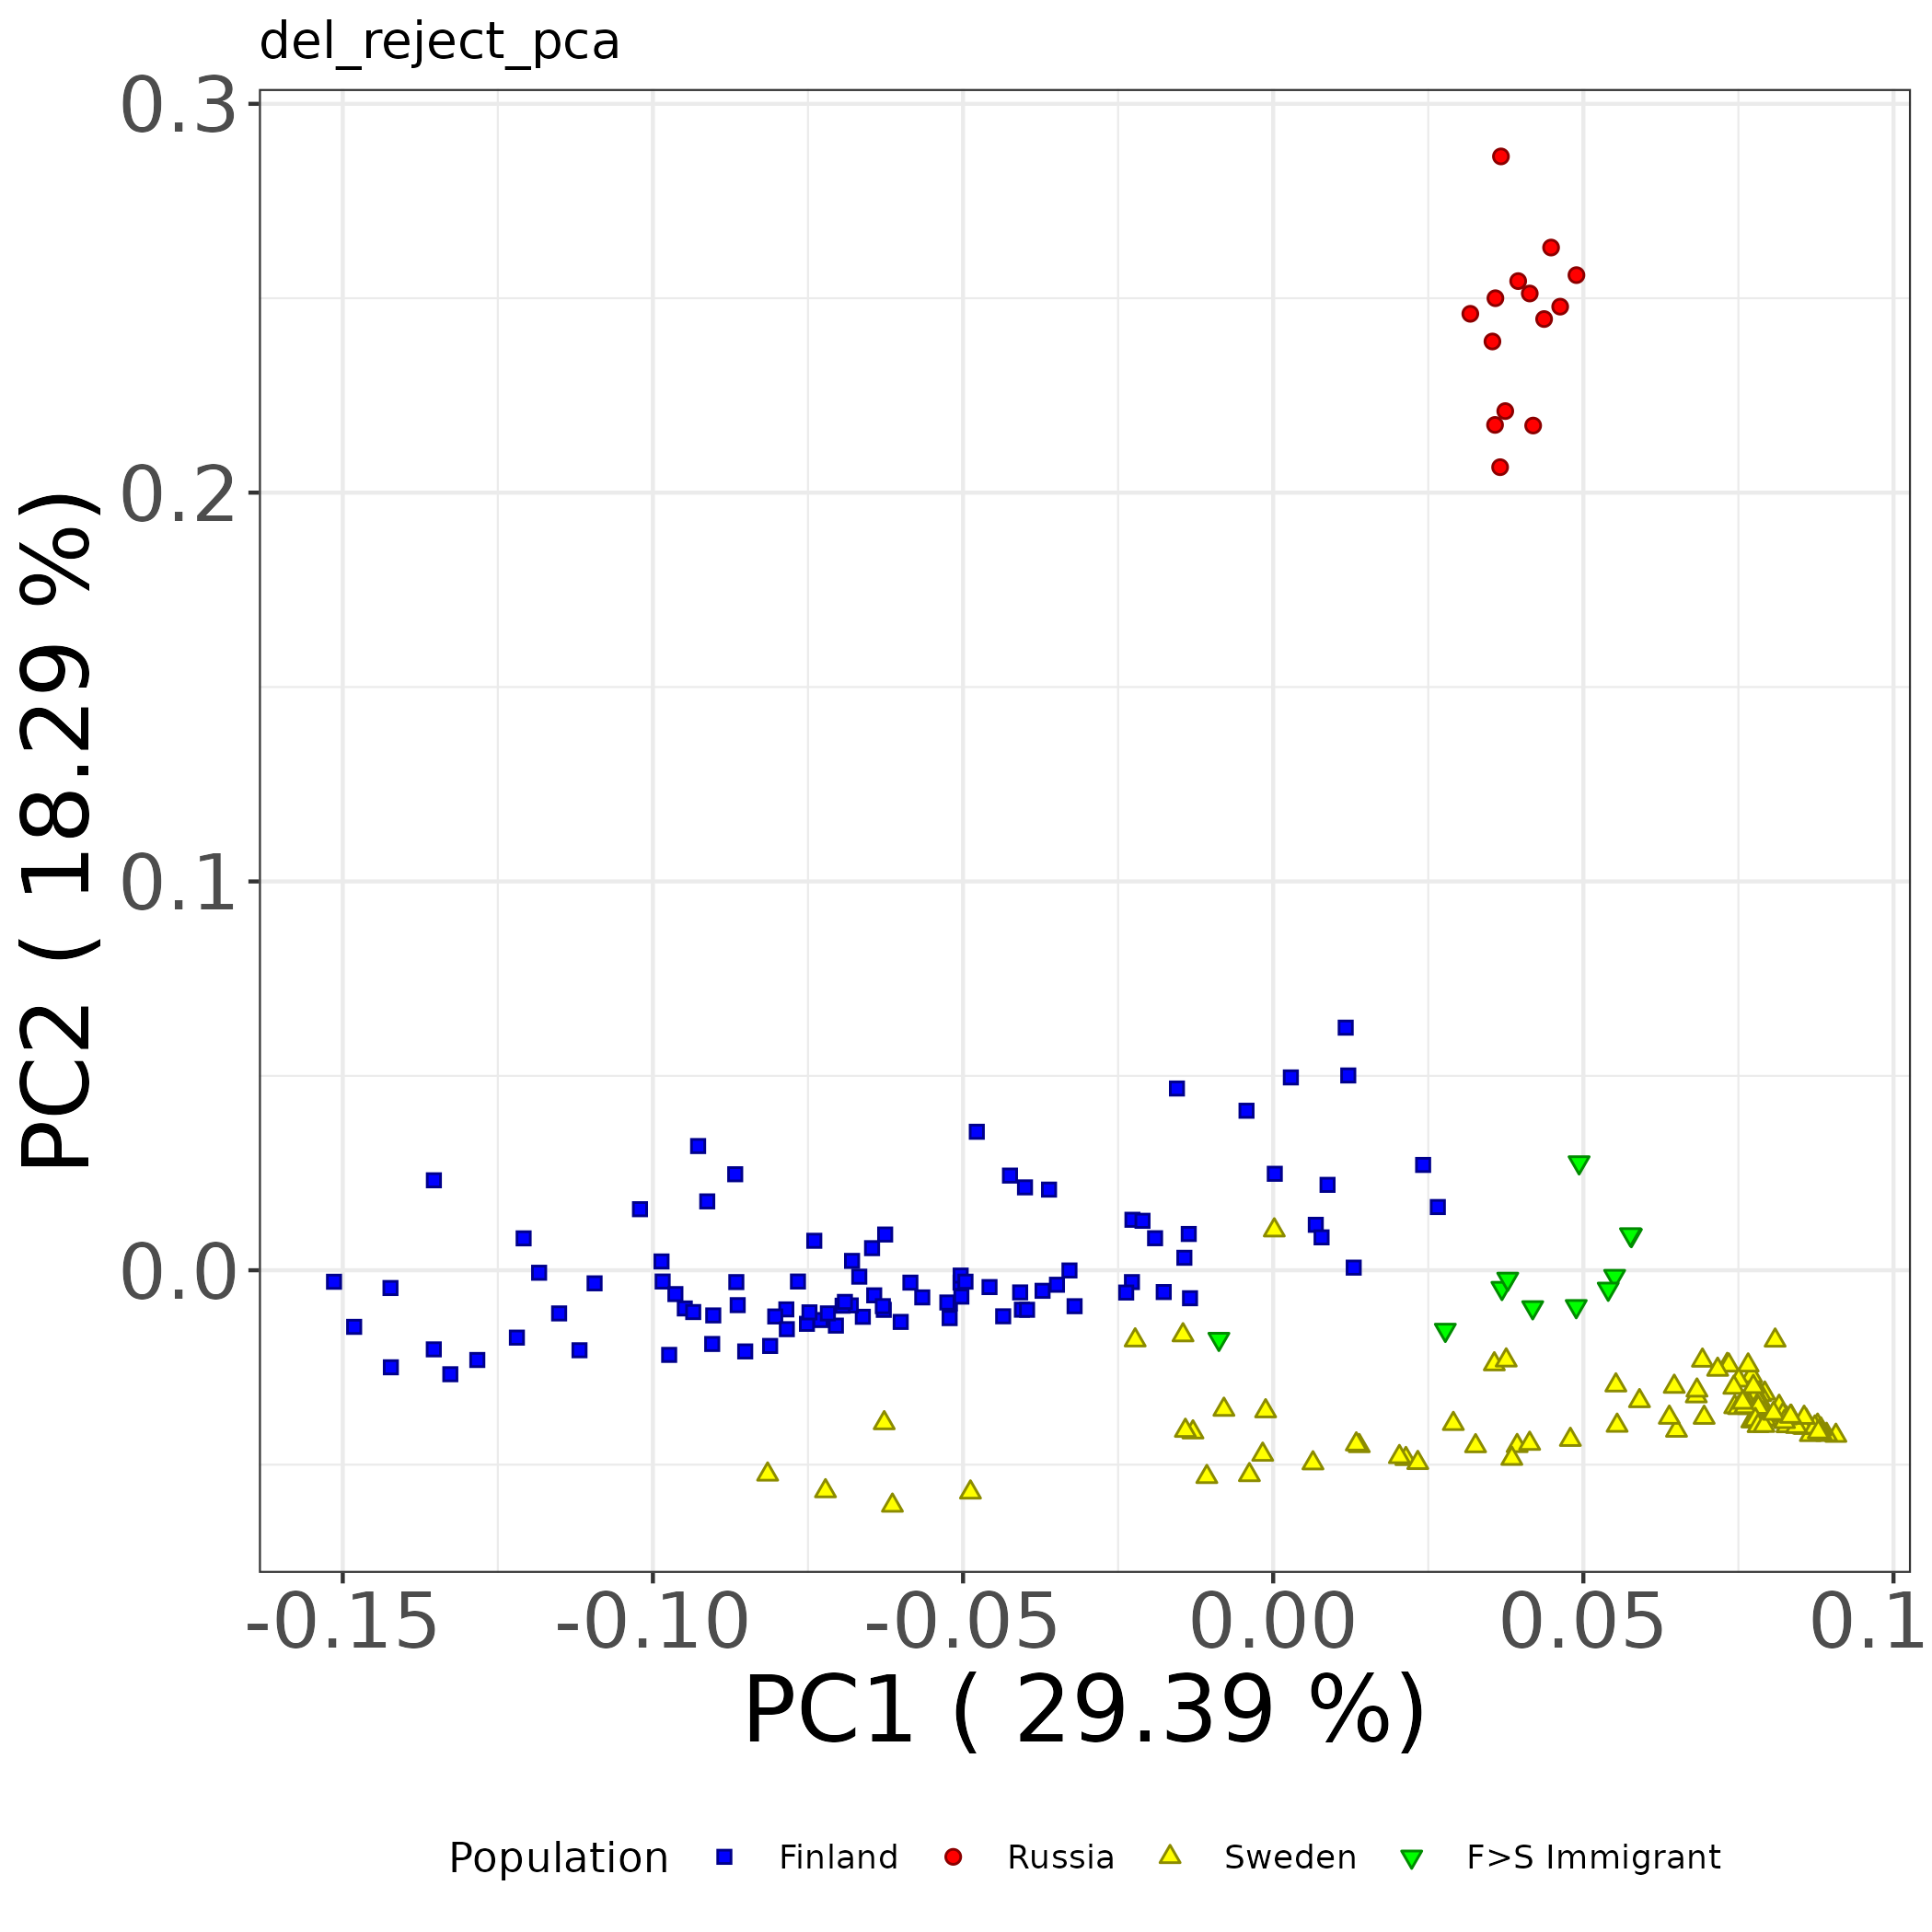 del_reject_pca
0.3
0.2
0.1
0.0
PC2 ( 18.29 %)
-0.15 -0.10 -0.05 0.00 0.05 0.1
PC1 ( 29.39 %)
Population Finland Russia Sweden F>S Immigrant